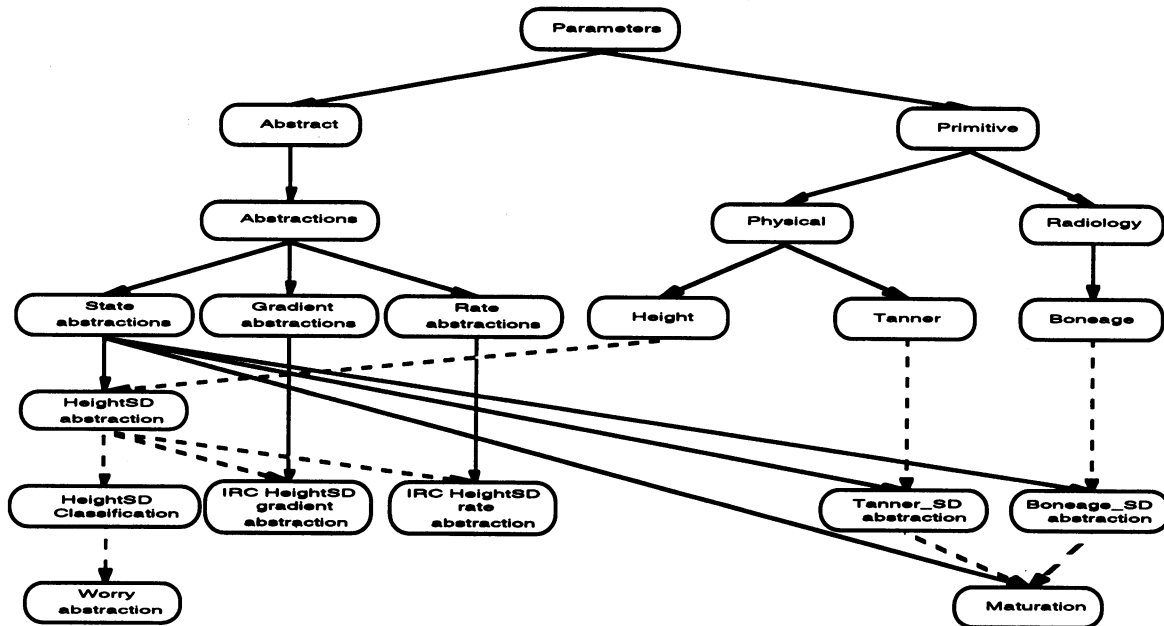 Parameters
Abstract
Primitive
Abstractions
Physical
Radiology
State
abstractions
Gradient
abstractions
Rate
abstractions
Height
Tanner
Boneage
HeightSD
abstraction
HeightSD
Classification
IRC HeightSD
gradient
abstraction
IRC HeightSD
rate
abstraction
Tanner_SD
abstraction
Boneage_SD
abstraction
Worry
abstraction
Maturation